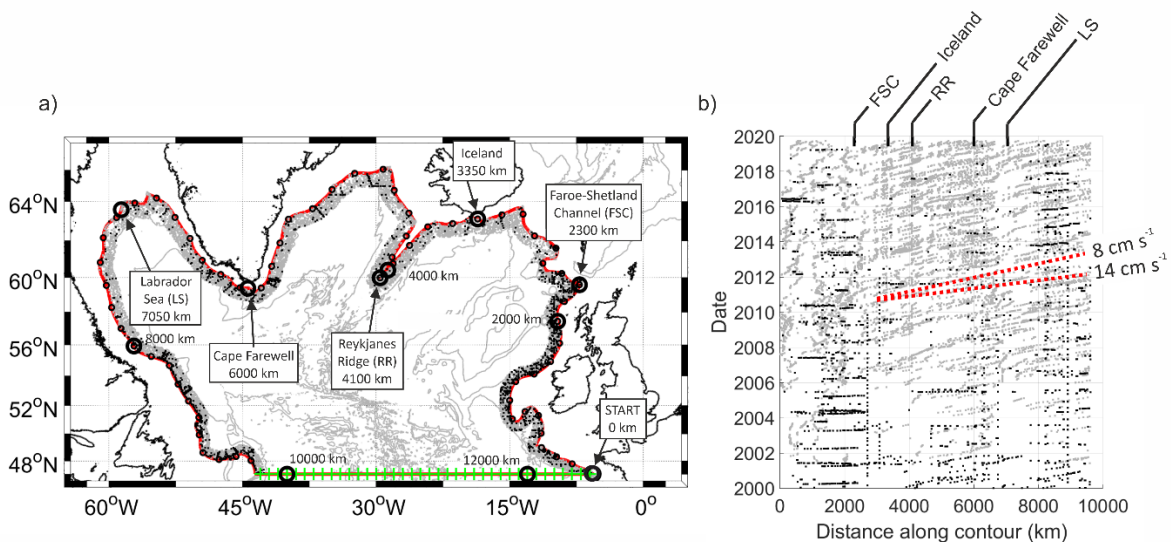 a)
64°N
60°N
56°N
52°N
48°N
60°W
45°W
30°W
15°W
0°
Iceland
3350 km
Faroe-Shetland
Channel (FSC)
2300 km
4000 km
Labrador
Sea (LS)
7050 km
8000 km
Cape Farewell
6000 km
Reykjanes
Ridge (RR)
4100 km
2000 km
START
0 km
10000 km
12000 km
b)
FSC
Iceland
RR
Cape Farewell
LS
Date
2020
2018
2016
2014
2012
2010
2008
2006
2004
2002
2000
8 cm s⁻¹
14 cm s⁻¹
0 2000 4000 6000 8000 10000
Distance along contour (km)